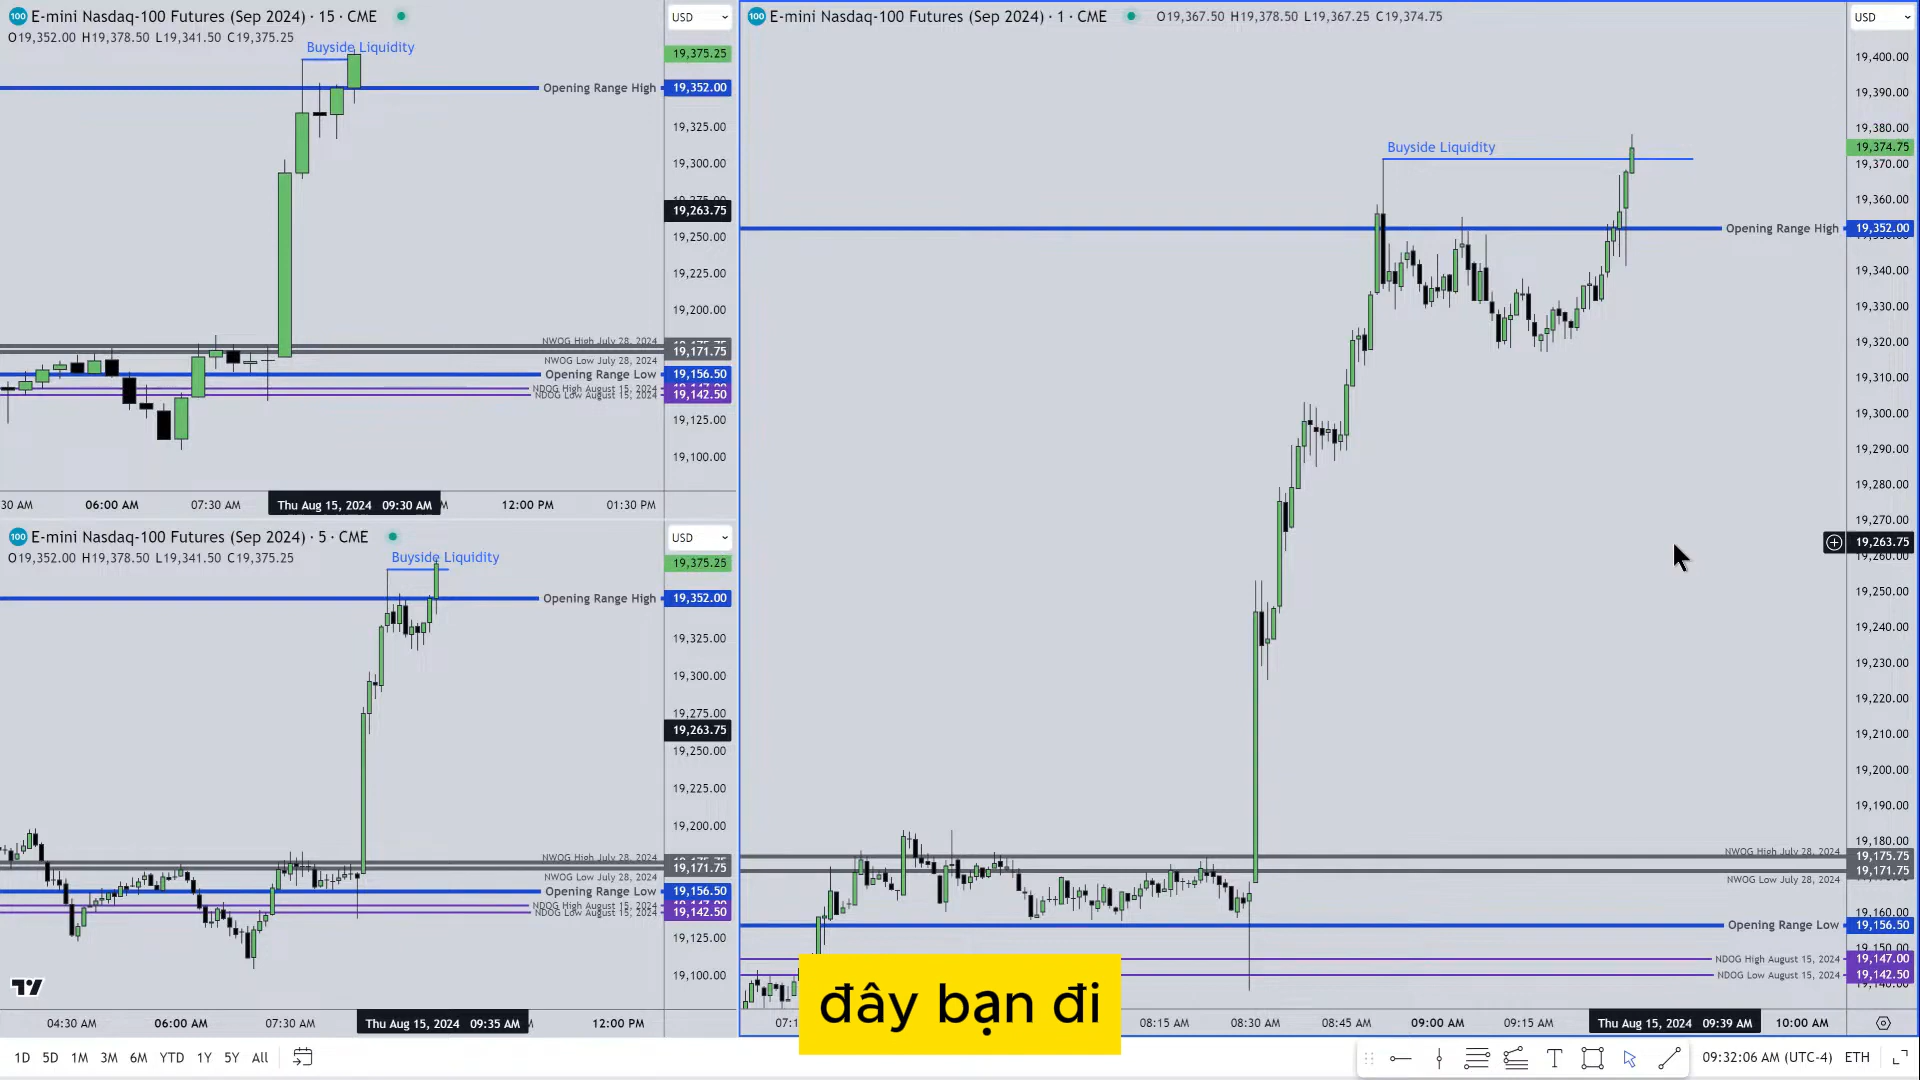 E-mini Nasdaq-100 Futures (Sep 2024) · 15 · CME
O19,352.00 H19,378.50 L19,341.50 C19,375.25
USD
Buyside Liquidity
Opening Range High
19,375.25
19,352.00
19,325.00
19,300.00
19,263.75
19,250.00
19,225.00
19,200.00
NWOG High July 28, 2024
19,171.75
NWOG Low July 28, 2024
Opening Range Low
19,156.50
NDOG High August 15, 2024
NDOG Low August 15, 2024
19,142.50
19,125.00
19,100.00
06:00 AM
07:30 AM
Thu Aug 15, 2024 09:30 AM
12:00 PM
01:30 PM
E-mini Nasdaq-100 Futures (Sep 2024) · 5 · CME
O19,352.00 H19,378.50 L19,341.50 C19,375.25
USD
Buyside Liquidity
Opening Range High
19,375.25
19,352.00
19,325.00
19,300.00
19,275.00
19,263.75
19,250.00
19,225.00
19,200.00
NWOG High July 28, 2024
19,171.75
NWOG Low July 28, 2024
Opening Range Low
19,156.50
NDOG High August 15, 2024
NDOG Low August 15, 2024
19,142.50
19,125.00
19,100.00
04:30 AM
06:00 AM
07:30 AM
Thu Aug 15, 2024 09:35 AM
12:00 PM
E-mini Nasdaq-100 Futures (Sep 2024) · 1 · CME
O19,367.50 H19,378.50 L19,367.25 C19,374.75
USD
Buyside Liquidity
Opening Range High
19,400.00
19,390.00
19,380.00
19,374.75
19,370.00
19,360.00
19,352.00
19,340.00
19,330.00
19,320.00
19,310.00
19,300.00
19,290.00
19,280.00
19,270.00
19,263.75
19,250.00
19,240.00
19,230.00
19,220.00
19,210.00
19,200.00
19,190.00
19,180.00
NWOG High July 28, 2024
19,175.75
19,171.75
NWOG Low July 28, 2024
19,160.00
Opening Range Low
19,156.50
NDOG High August 15, 2024
19,147.00
NDOG Low August 15, 2024
19,142.50
đây bạn đi
08:15 AM
08:30 AM
08:45 AM
09:00 AM
09:15 AM
Thu Aug 15, 2024 09:39 AM
10:00 AM
1D 5D 1M 3M 6M YTD 1Y 5Y All
09:32:06 AM (UTC-4) ETH